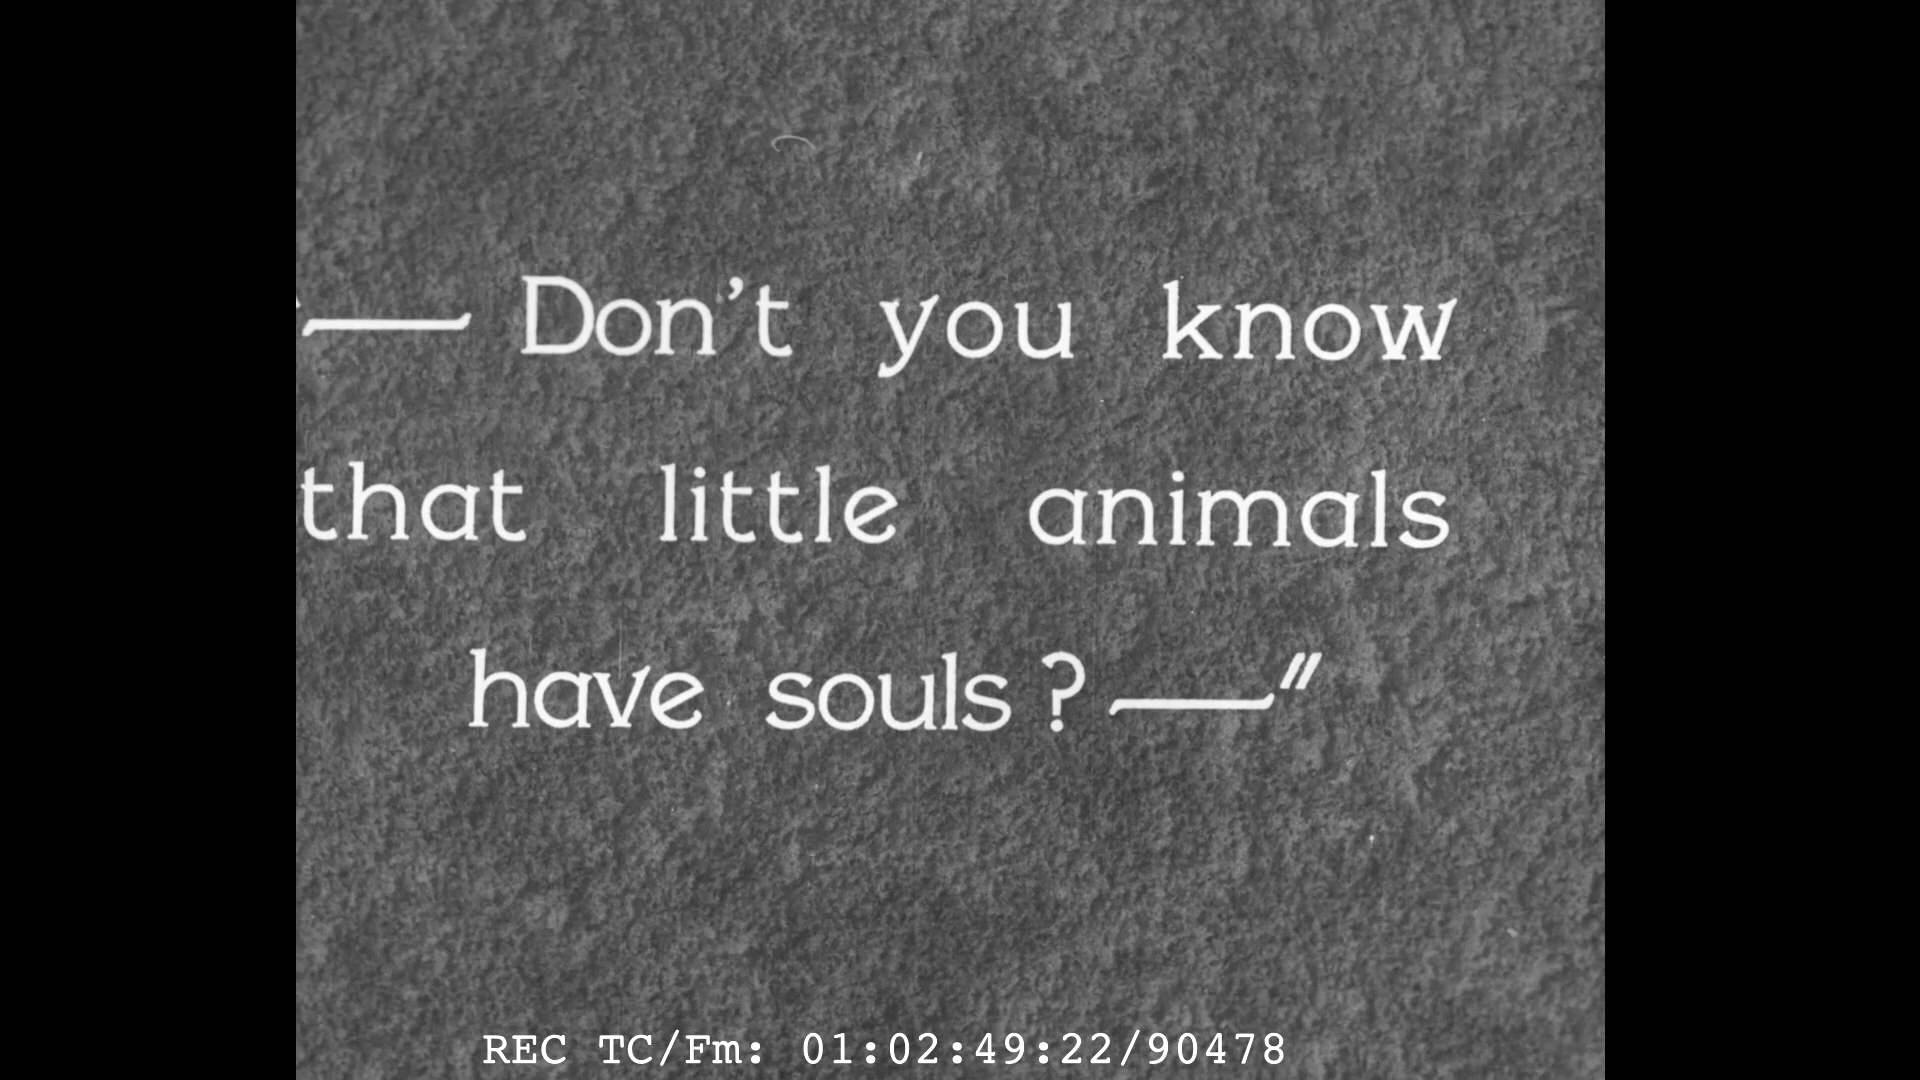 — Don't you know
that little animals
have souls ? —"
REC TC/Fm: 01:02:49:22/90478